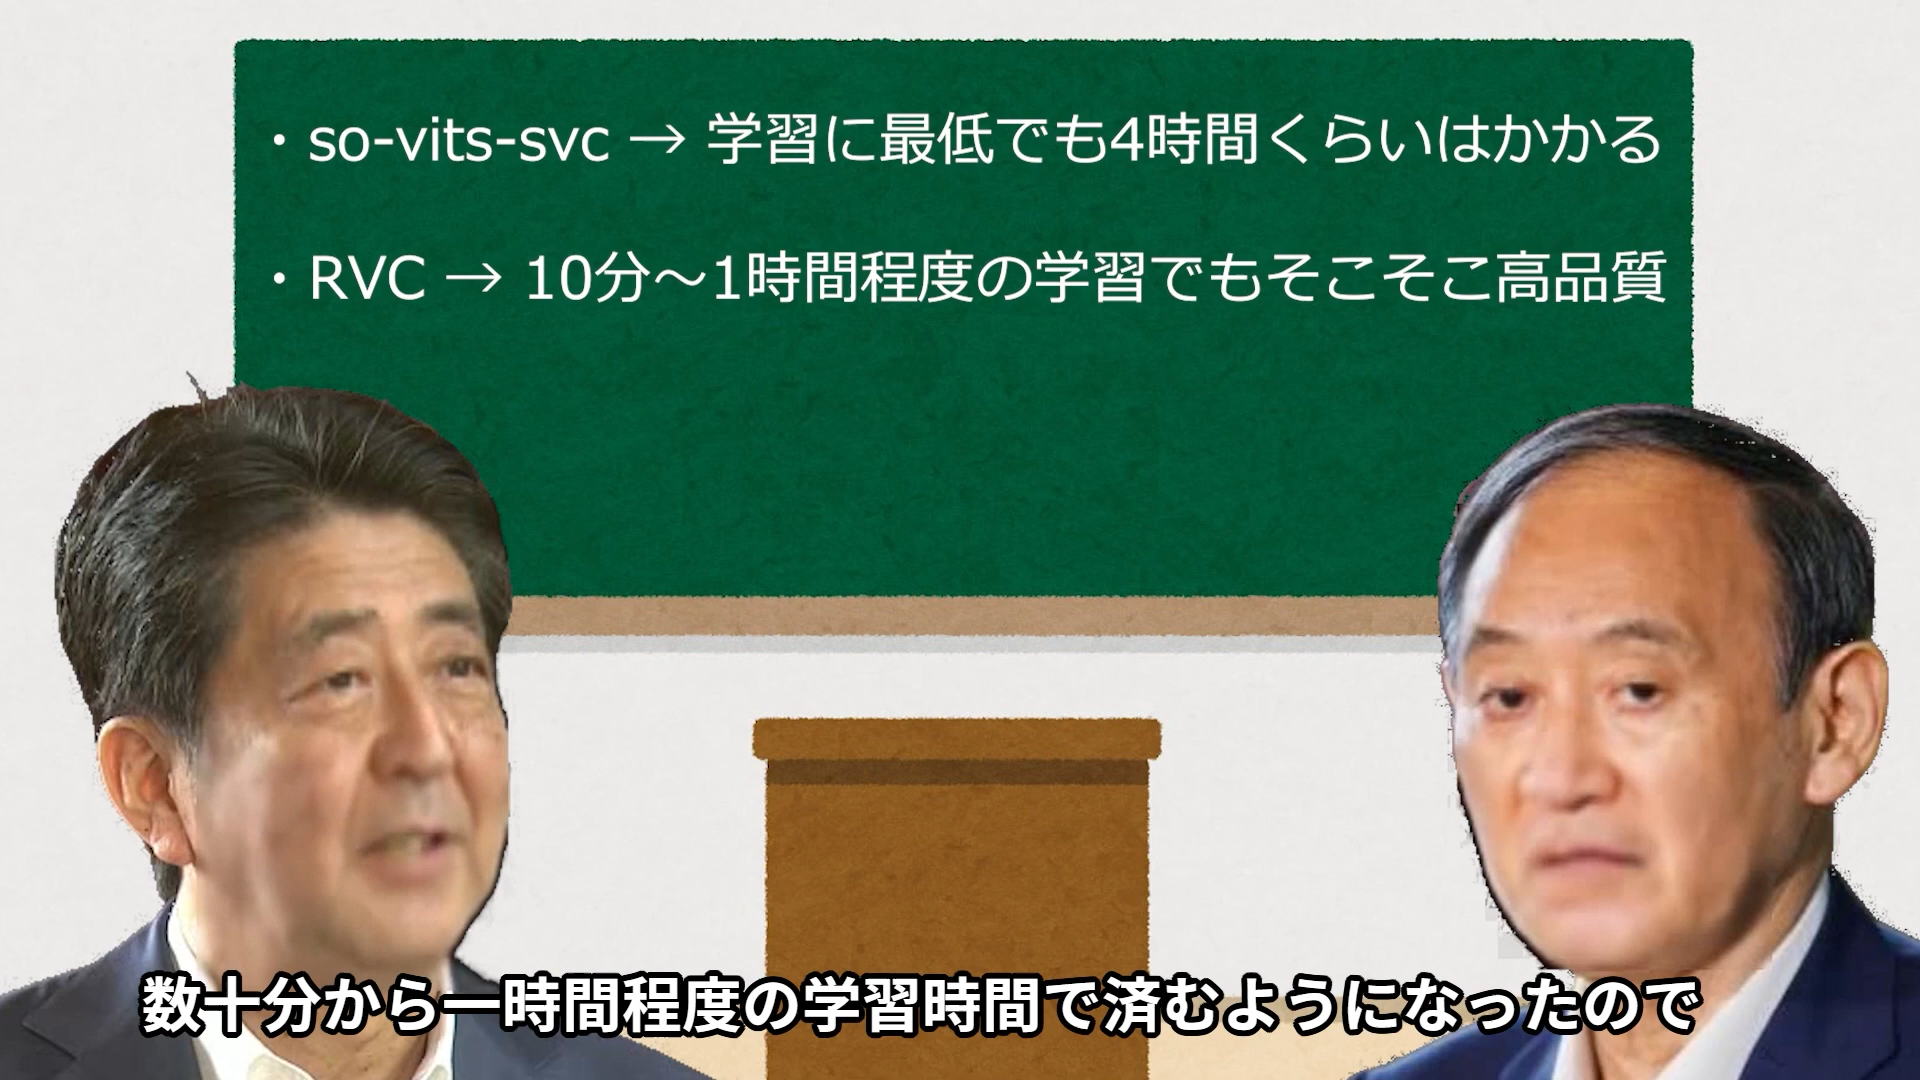 ・so-vits-svc → 学習に最低でも4時間くらいはかかる
・RVC → 10分～1時間程度の学習でもそこそこ高品質
数十分から一時間程度の学習時間で済むようになったので